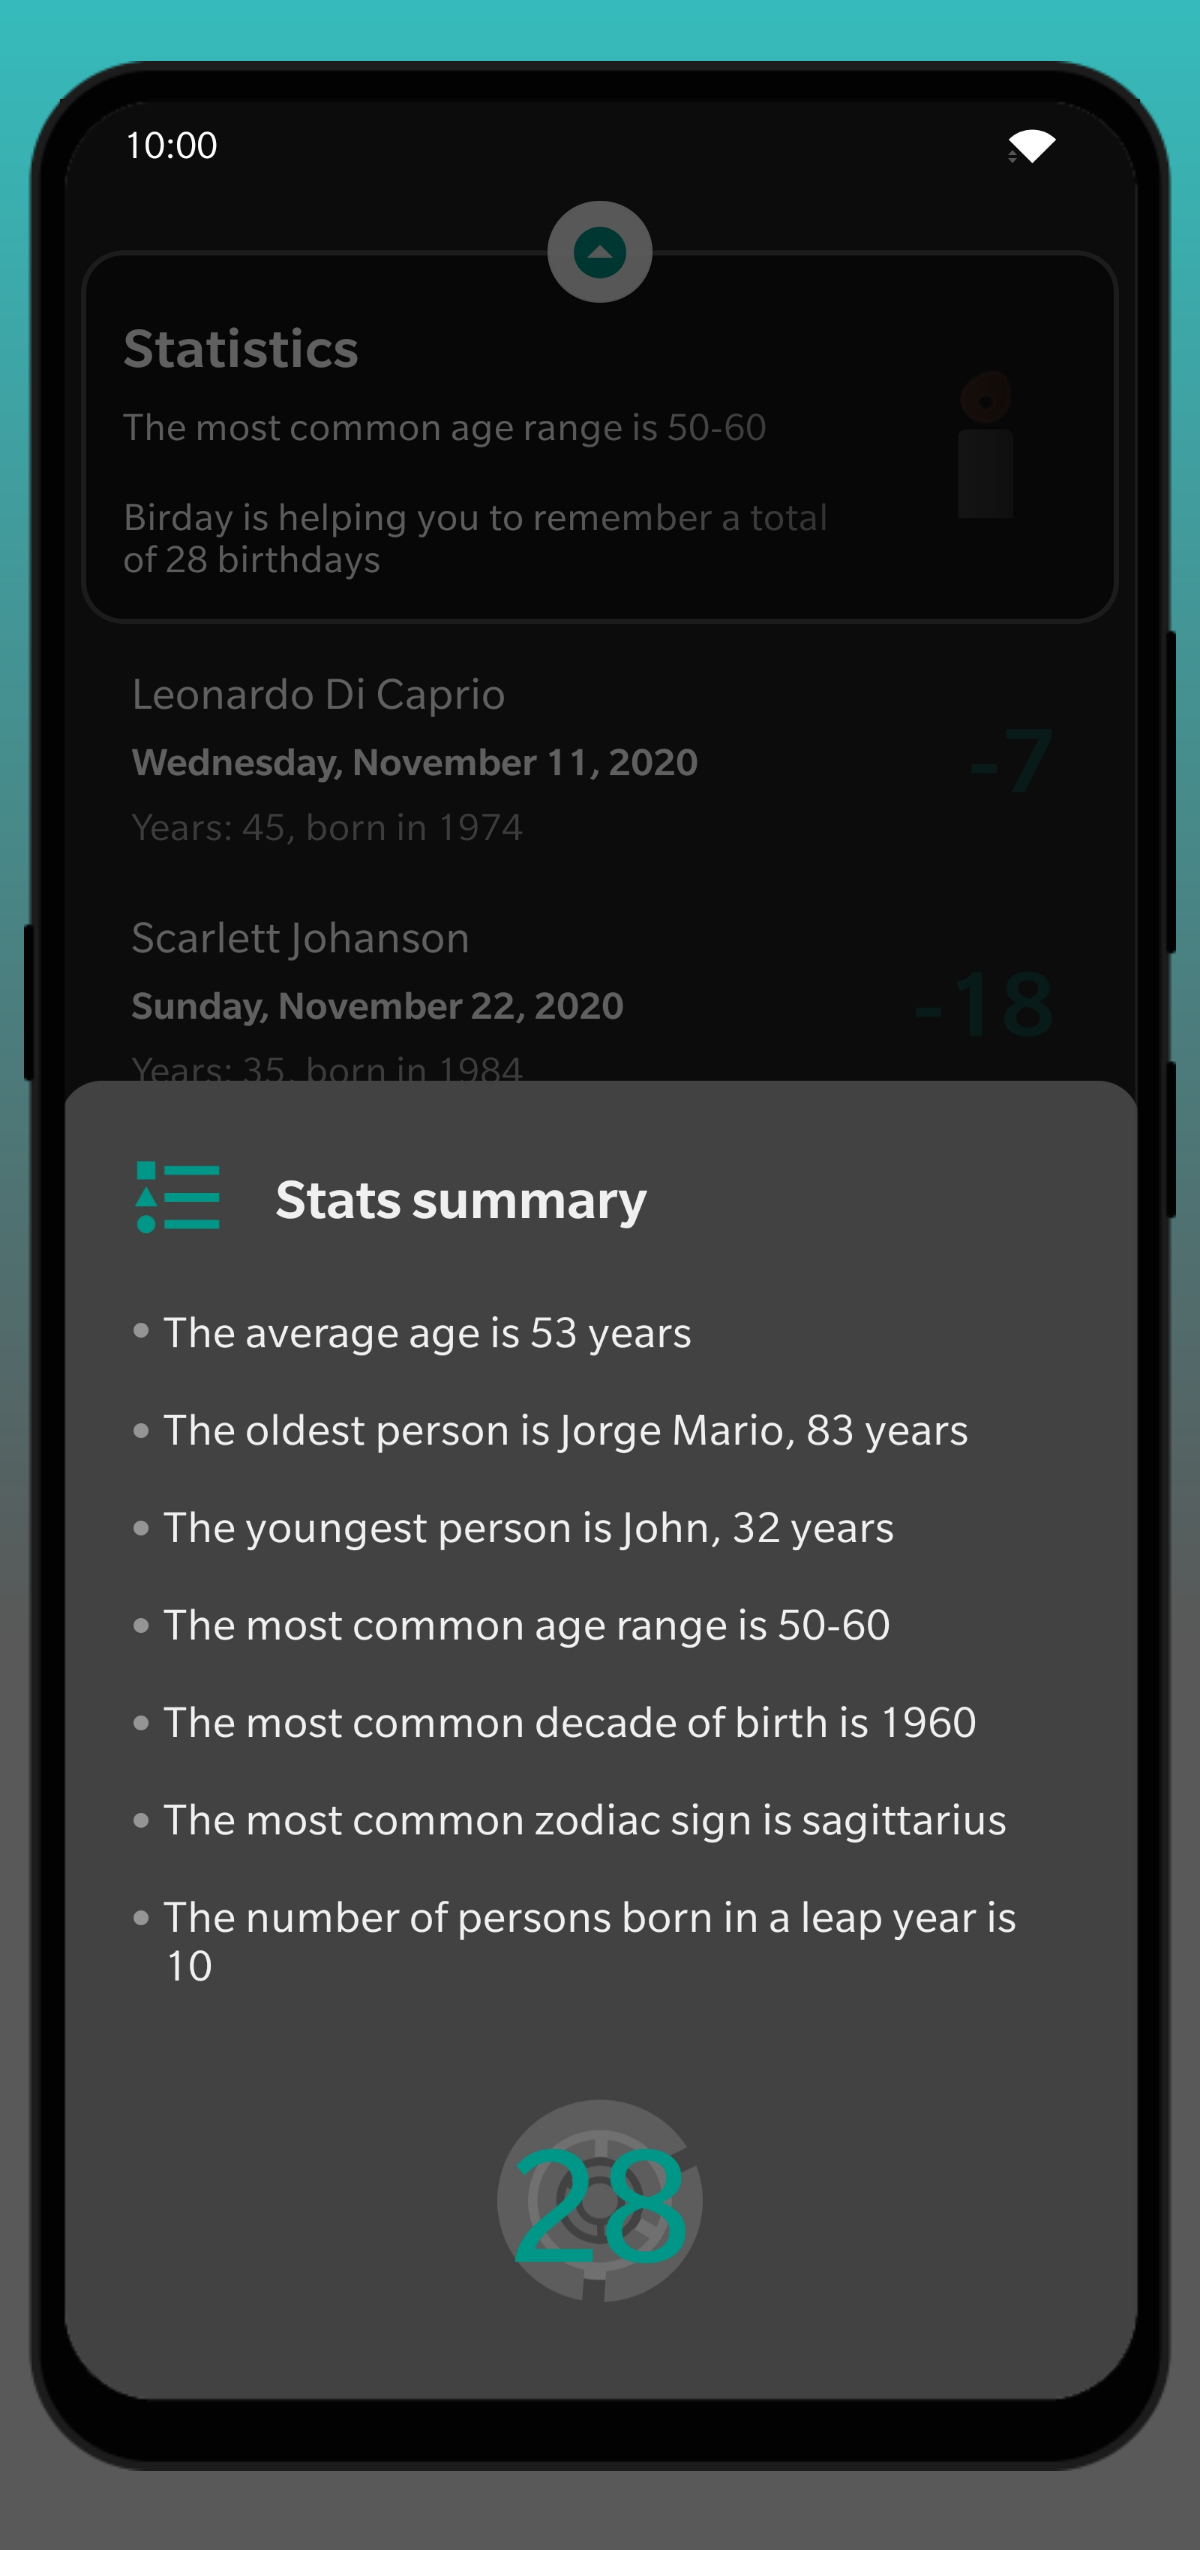 10:00
Statistics
The most common age range is 50-60
Birday is helping you to remember a total
of 28 birthdays
Leonardo Di Caprio
Wednesday, November 11, 2020
Years: 45, born in 1974
-7
Scarlett Johanson
Sunday, November 22, 2020
Years: 35, born in 1984
-18
Stats summary
• The average age is 53 years
• The oldest person is Jorge Mario, 83 years
• The youngest person is John, 32 years
• The most common age range is 50-60
• The most common decade of birth is 1960
• The most common zodiac sign is sagittarius
• The number of persons born in a leap year is
10
28